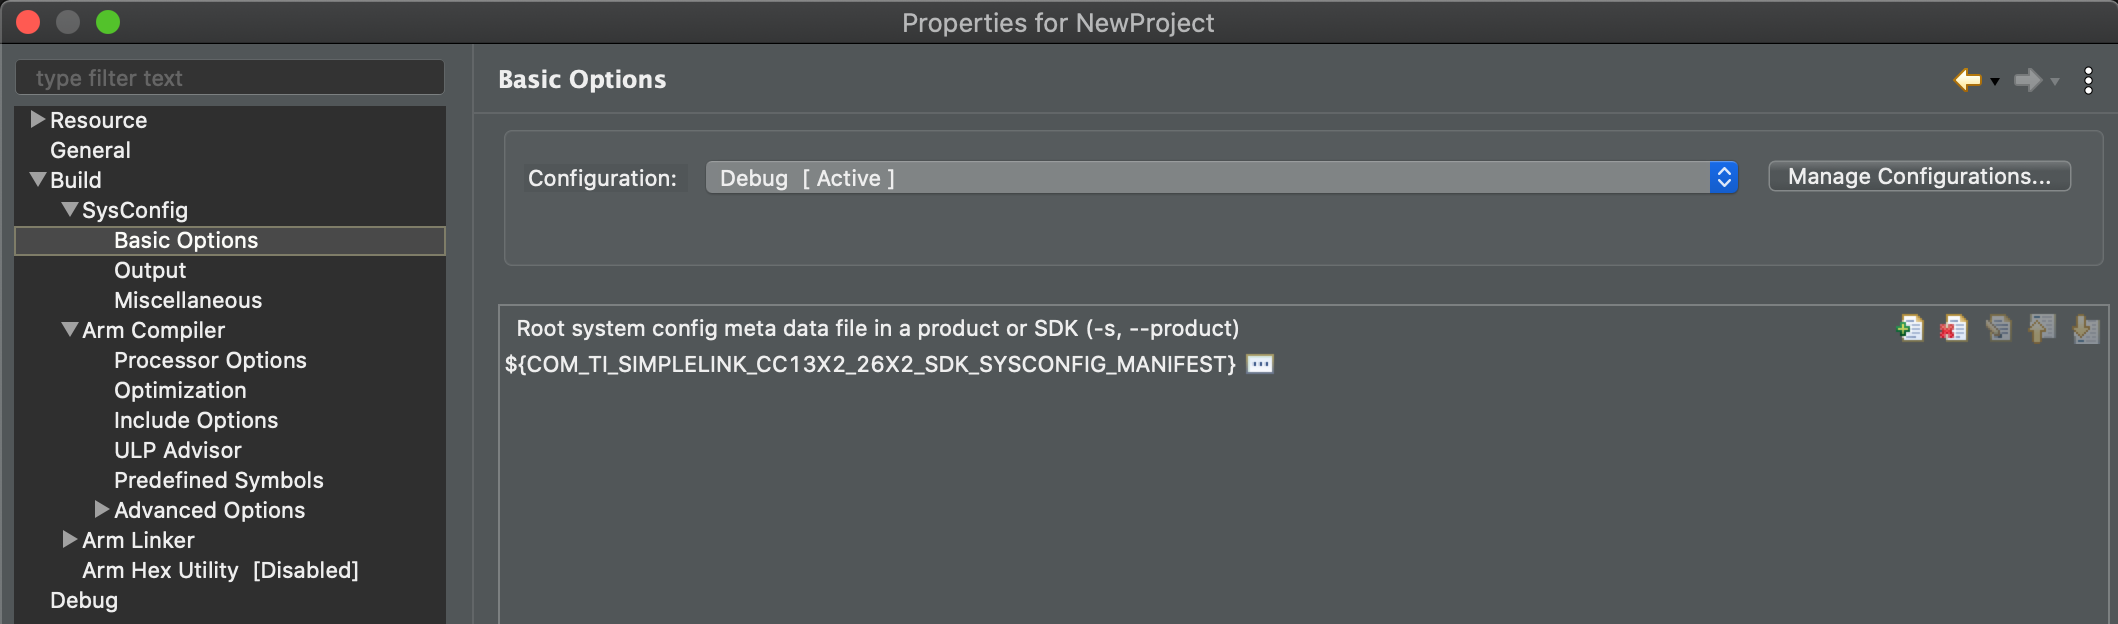 Properties for NewProject
type filter text
Resource
General
Build
SysConfig
Basic Options
Output
Miscellaneous
Arm Compiler
Processor Options
Optimization
Include Options
ULP Advisor
Predefined Symbols
Advanced Options
Arm Linker
Arm Hex Utility [Disabled]
Debug
Basic Options
Configuration: Debug [ Active ] Manage Configurations...
Root system config meta data file in a product or SDK (-s, --product)
${COM_TI_SIMPLELINK_CC13X2_26X2_SDK_SYSCONFIG_MANIFEST}